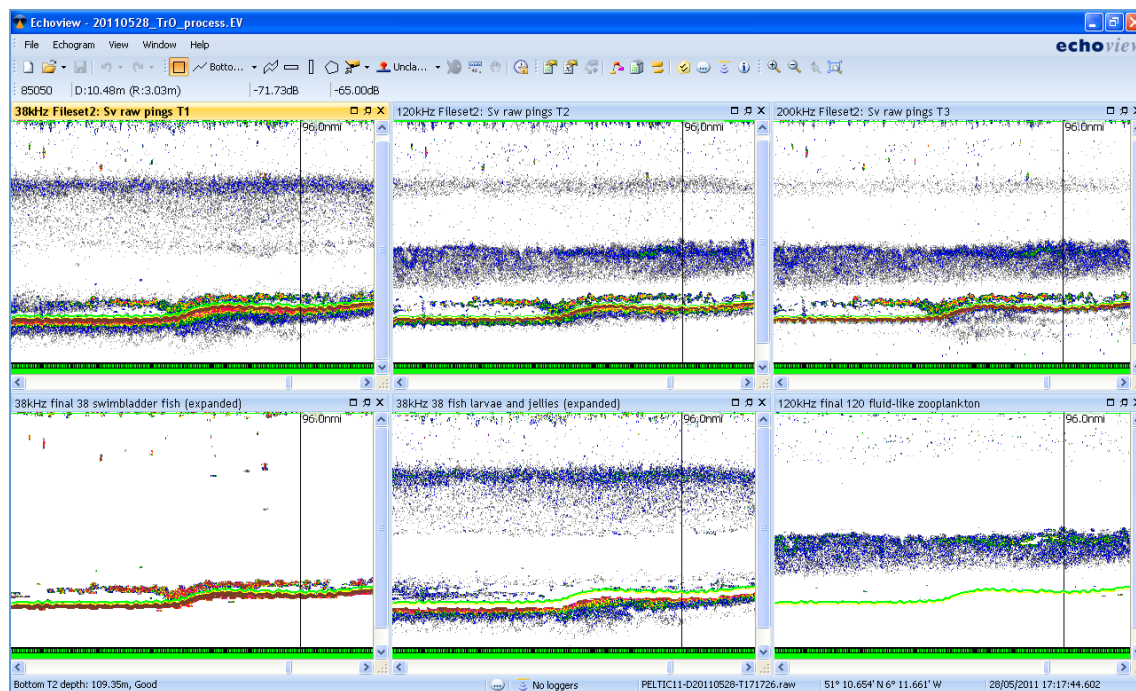 Echoview - 20110528_TrO_process.EV
File Echogram View Window Help
echoview
Botto... Uncla...
85050 D:10.48m (R:3.03m) -71.73dB -65.00dB
38kHz Fileset2: Sv raw pings T1
120kHz Fileset2: Sv raw pings T2
200kHz Fileset2: Sv raw pings T3
96.0nmi
96.0nmi
96.0nmi
38kHz final 38 swimbladder fish (expanded)
38kHz 38 fish larvae and jellies (expanded)
120kHz final 120 fluid-like zooplankton
96.0nmi
96.0nmi
96.0nmi
Bottom T2 depth: 109.35m, Good
No loggers
PELTIC11-D20110528-T171726.raw
51° 10.654' N 6° 11.661' W
28/05/2011 17:17:44.602